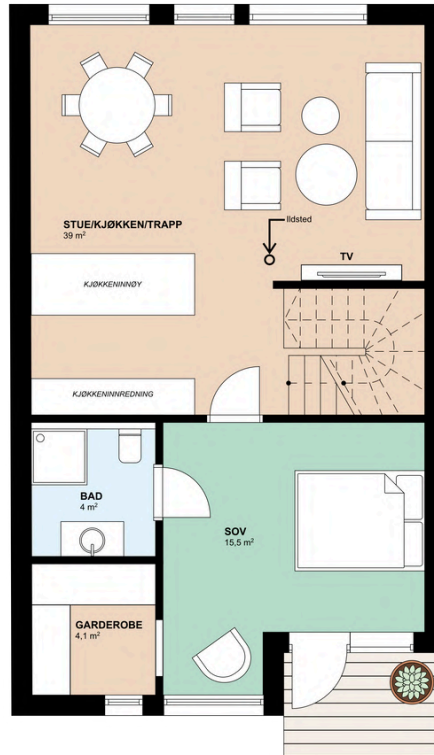 Ildsted
STUE/KJØKKEN/TRAPP
39 m²
TV
KJØKKENINNØY
KJØKKENINNREDNING
BAD
4 m²
SOV
15,5 m²
GARDEROBE
4,1 m²